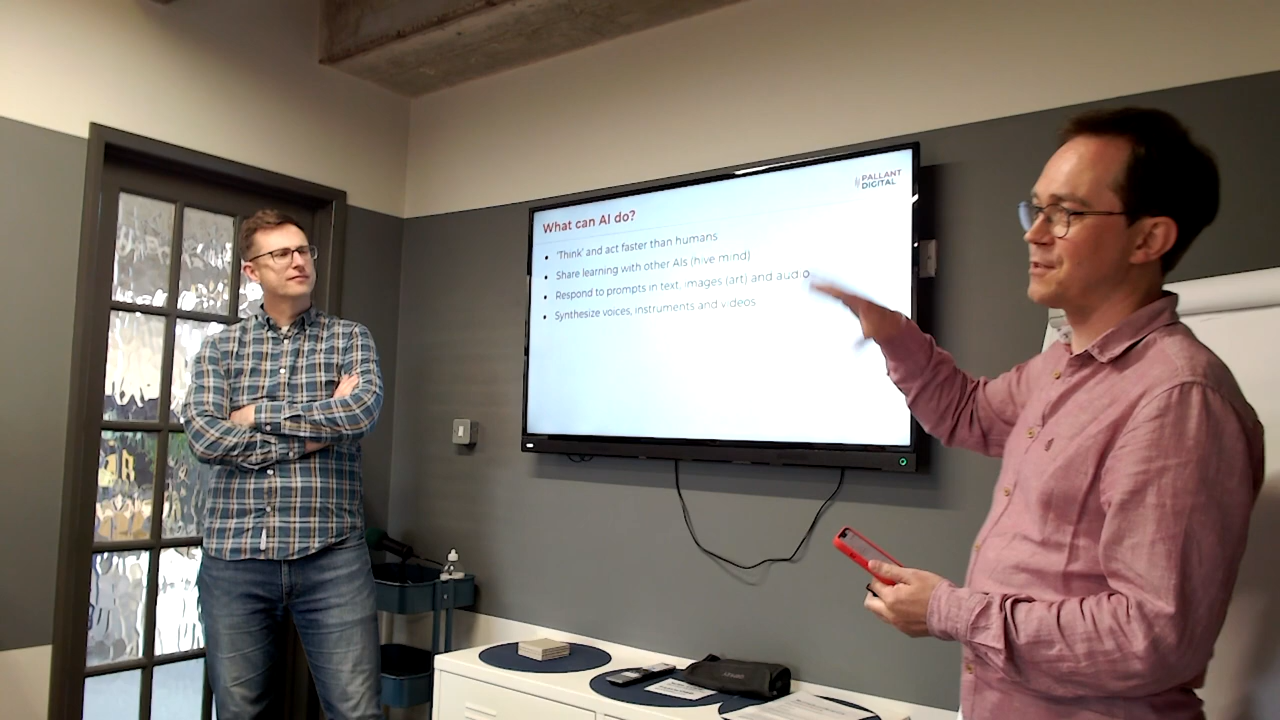 PALLANT
DIGITAL
What can AI do?
• 'Think' and act faster than humans
• Share learning with other AIs (hive mind)
• Respond to prompts in text, images (art) and audio
• Synthesize voices, instruments and videos